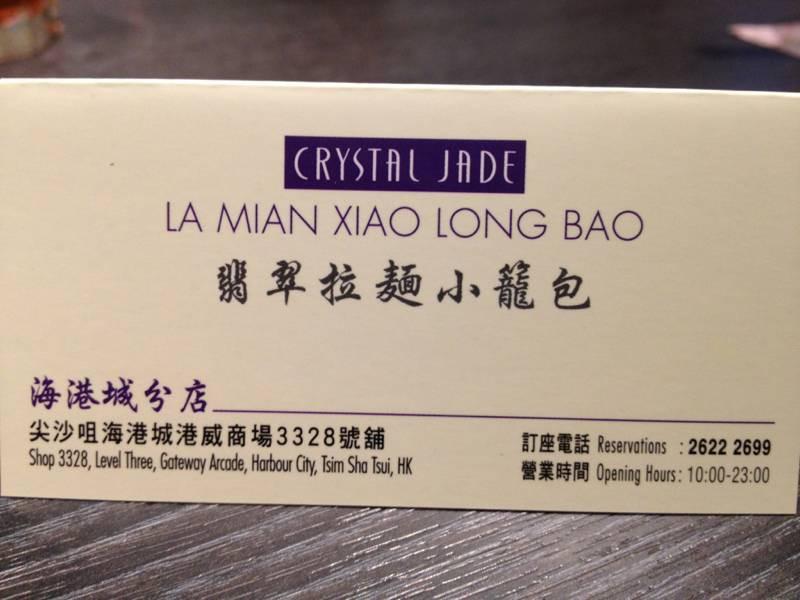 CRYSTAL JADE
LA MIAN XIAO LONG BAO
翡翠拉麵小籠包
海港城分店
尖沙咀海港城港威商場3328號舖
Shop 3328, Level Three, Gateway Arcade, Harbour City, Tsim Sha Tsui, HK
訂座電話 Reservations : 2622 2699
營業時間 Opening Hours : 10:00-23:00